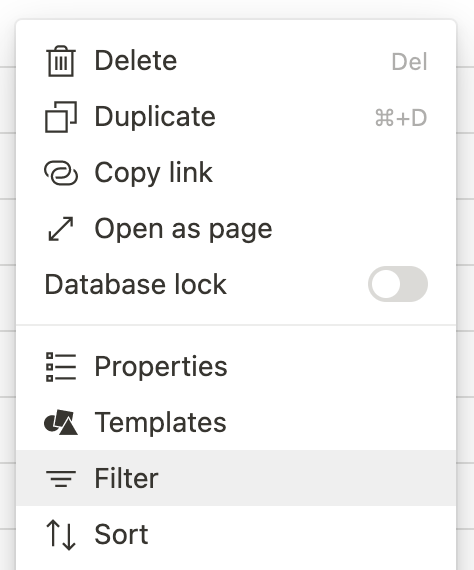 Delete Del
Duplicate ⌘+D
Copy link
Open as page
Database lock
Properties
Templates
Filter
Sort